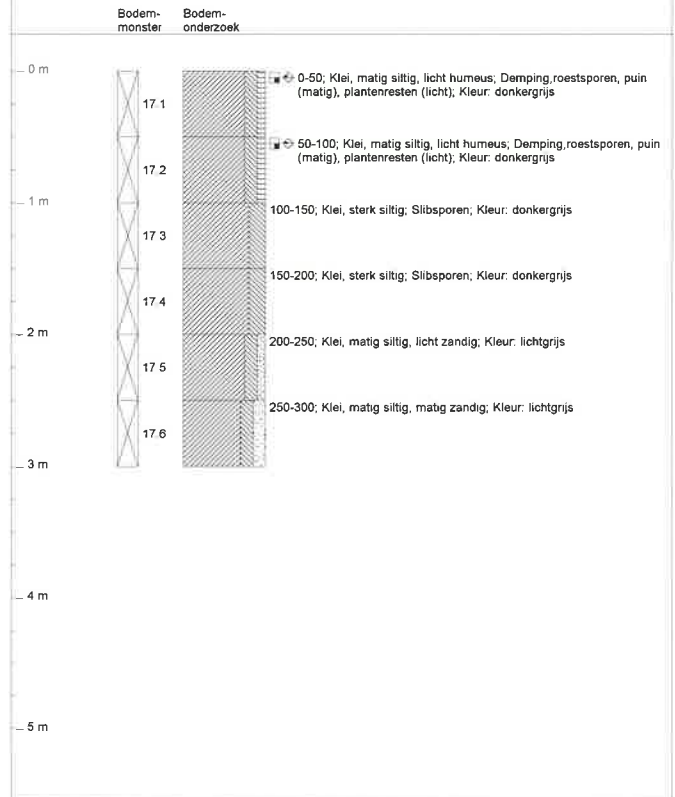 Bodem- Bodem-
monster onderzoek
0 m
0-50; Klei, matig siltig, licht humeus; Demping,roestsporen, puin
(matig), plantenresten (licht); Kleur: donkergrijs
17.1
50-100; Klei, matig siltig, licht humeus; Demping,roestsporen, puin
(matig), plantenresten (licht); Kleur: donkergrijs
17.2
1 m
100-150; Klei, sterk siltig; Slibsporen; Kleur: donkergrijs
17 3
150-200; Klei, sterk siltig; Slibsporen; Kleur: donkergrijs
17.4
2 m
200-250; Klei, matig siltig, licht zandig; Kleur: lichtgrijs
17 5
250-300; Klei, matig siltig, matig zandig; Kleur: lichtgrijs
17.6
3 m
4 m
5 m